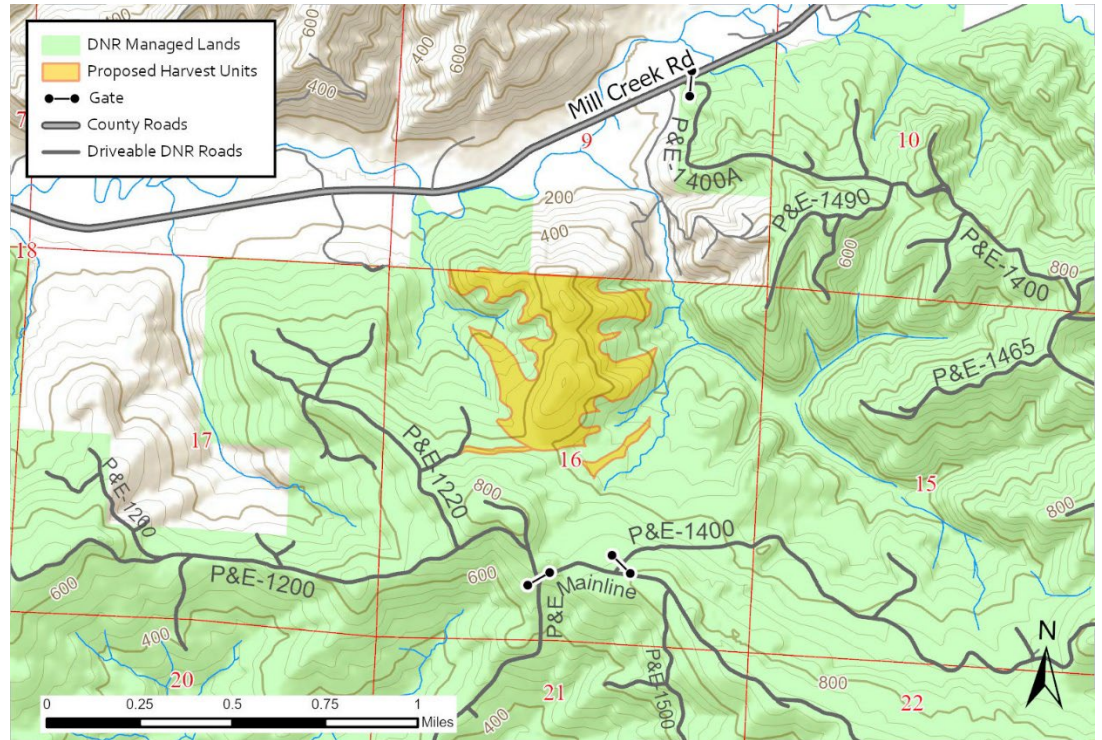 DNR Managed Lands
Proposed Harvest Units
Gate
County Roads
Driveable DNR Roads
600
400
600
400
600
400
7
Mill Creek Rd
9
10
P&E-1400A
P&E-1490
600
P&E-1400
800
200
400
18
P&E-1465
17
16
15
P&E-1200
P&E-1220
800
800
P&E-1400
P&E-1200
600
600
Mainline
P&E
400
20
21
P&E-1500
800
22
400
N
0 0.25 0.5 0.75 1
Miles